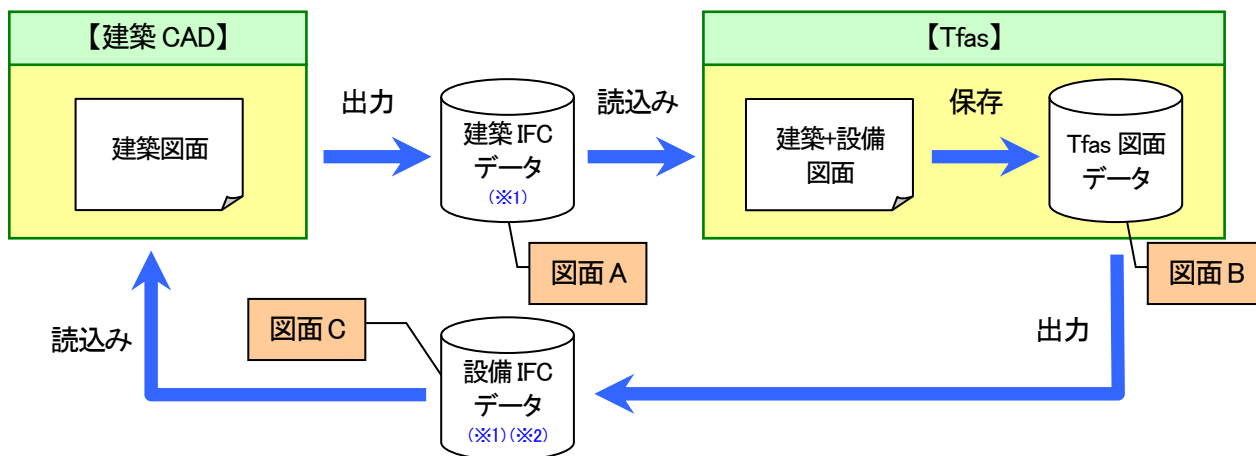 【建築 CAD】
【Tfas】
建築図面
出力
建築 IFC
データ
(※1)
読込み
建築+設備
図面
保存
Tfas 図面
データ
図面 A
図面 B
図面 C
読込み
設備 IFC
データ
(※1)(※2)
出力